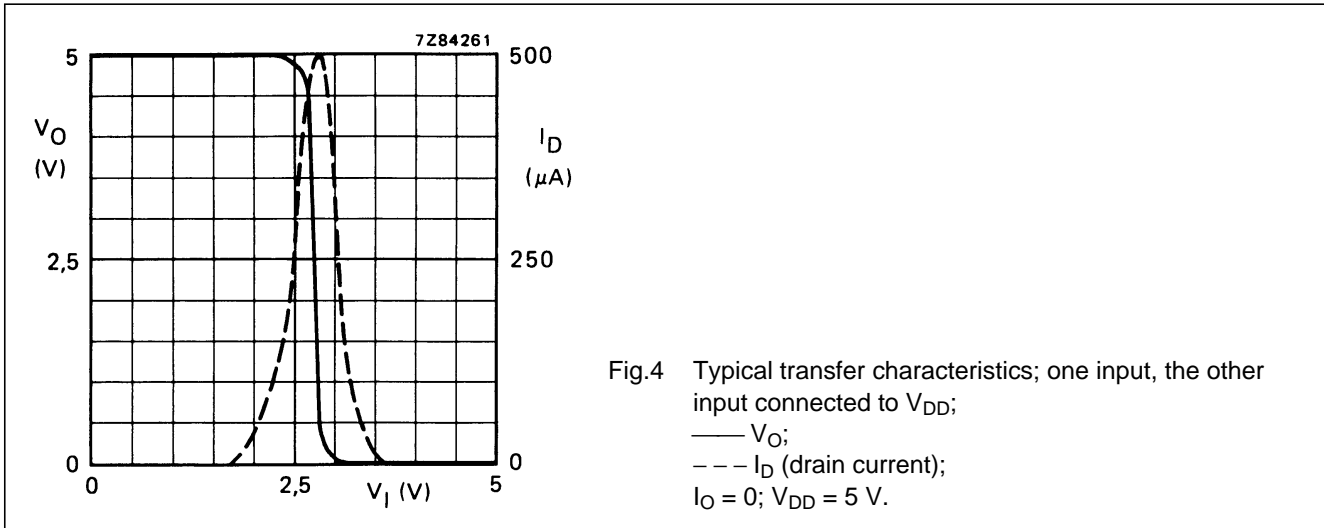 7Z84261
5
500
V_O
(V)
I_D
(μA)
2,5
250
0
0
0
2,5
V_I (V)
5
Fig.4 Typical transfer characteristics; one input, the other
input connected to V_DD;
—— V_O;
– – – I_D (drain current);
I_O = 0; V_DD = 5 V.